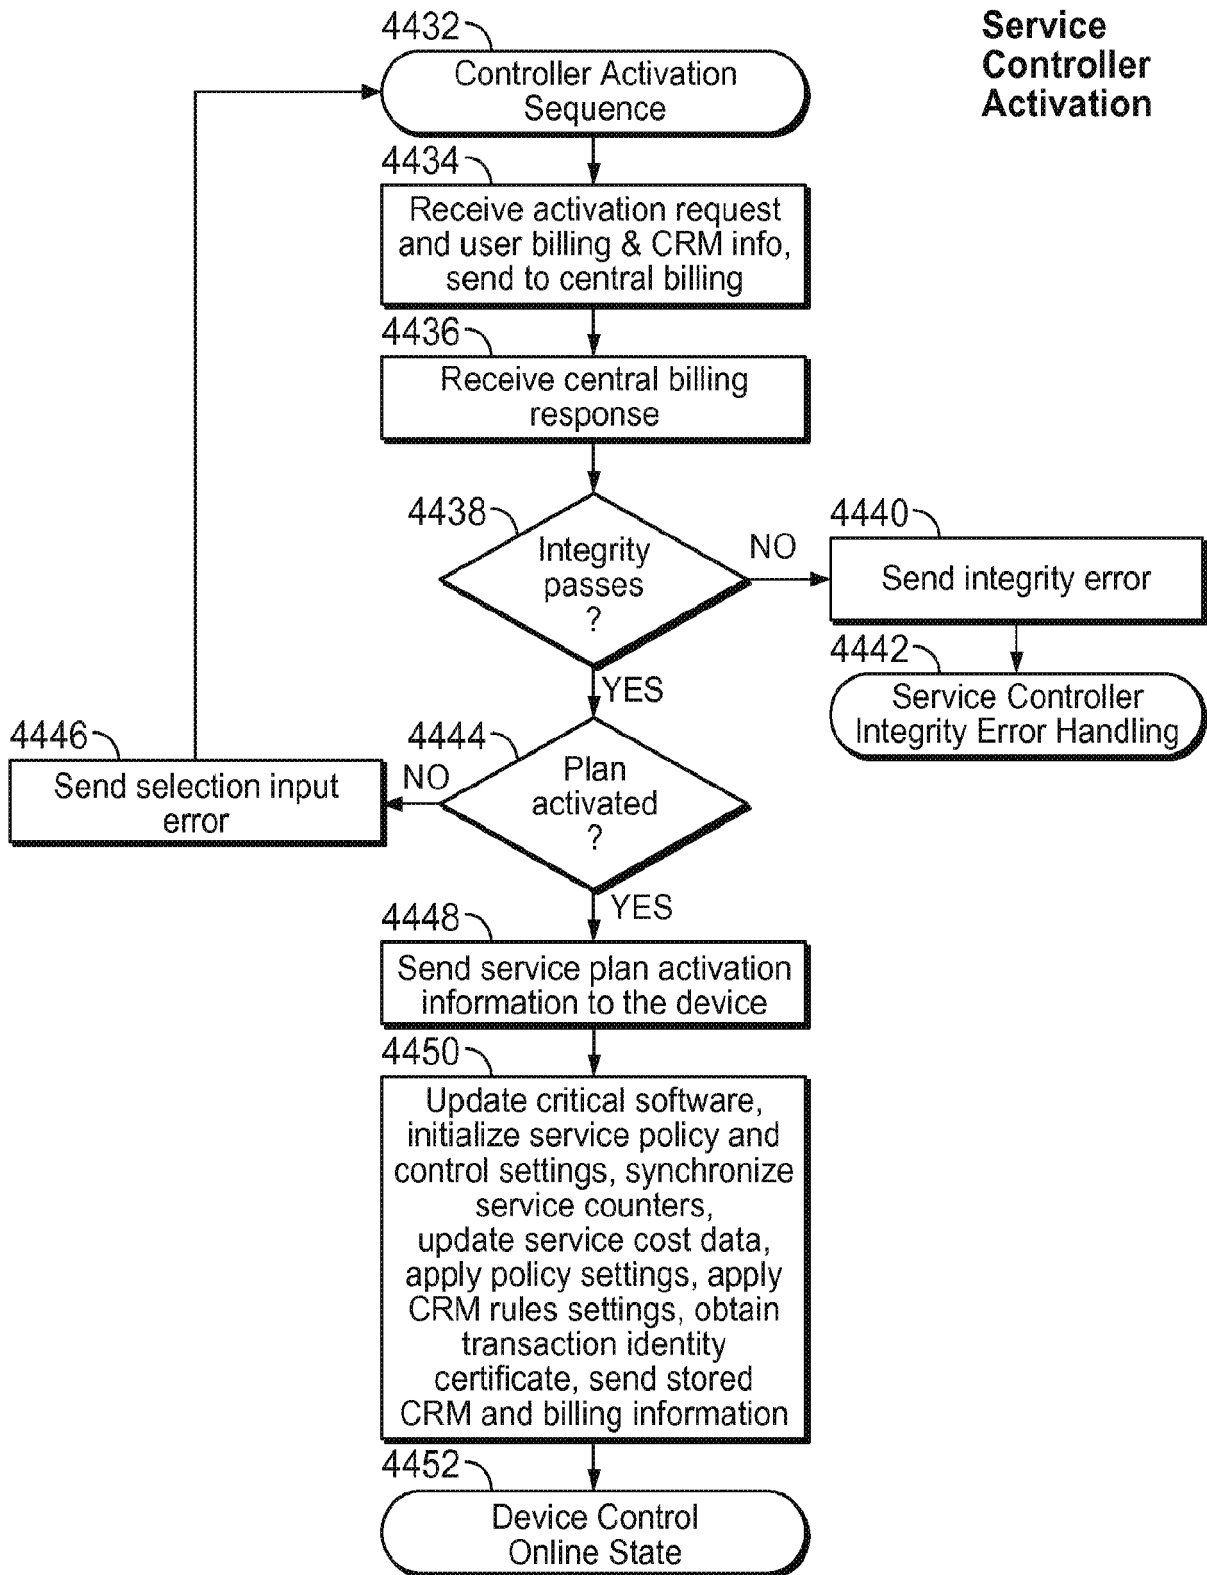 Service
Controller
Activation
4432
Controller Activation
Sequence
4434
Receive activation request
and user billing & CRM info,
send to central billing
4436
Receive central billing
response
4438
Integrity
passes
?
NO
4440
Send integrity error
4442
Service Controller
Integrity Error Handling
YES
4444
Plan
activated
?
NO
4446
Send selection input
error
YES
4448
Send service plan activation
information to the device
4450
Update critical software,
initialize service policy and
control settings, synchronize
service counters,
update service cost data,
apply policy settings, apply
CRM rules settings, obtain
transaction identity
certificate, send stored
CRM and billing information
4452
Device Control
Online State